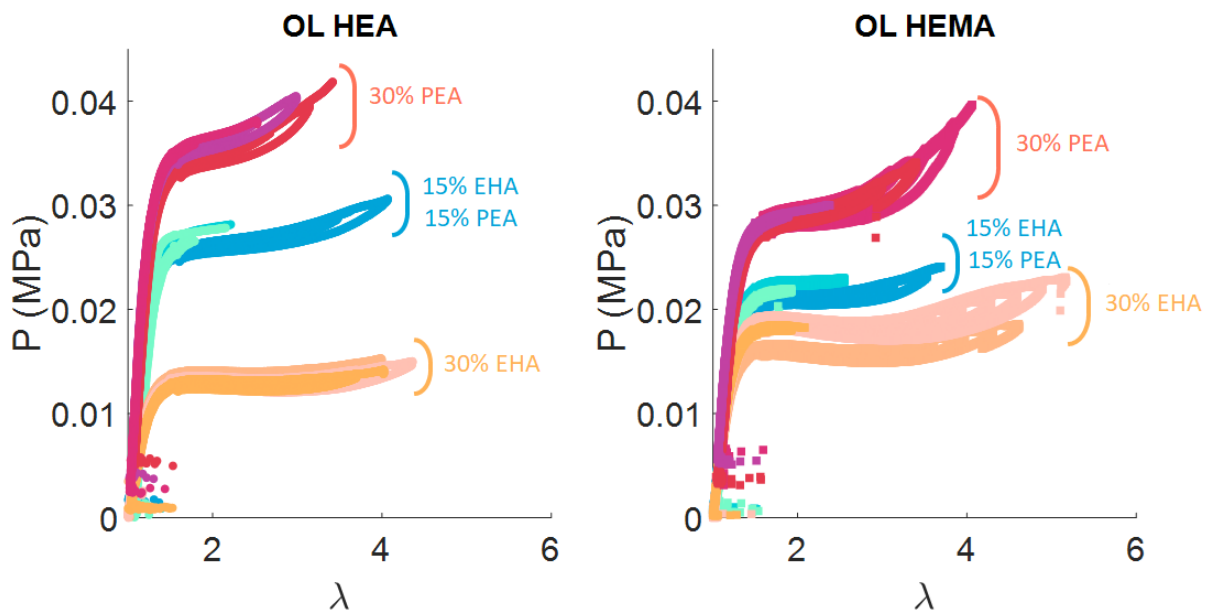 OL HEA
P (MPa)
0.04
0.03
0.02
0.01
0
2
4
6
λ
30% PEA
15% EHA
15% PEA
30% EHA
OL HEMA
P (MPa)
0.04
0.03
0.02
0.01
0
2
4
6
λ
30% PEA
15% EHA
15% PEA
30% EHA